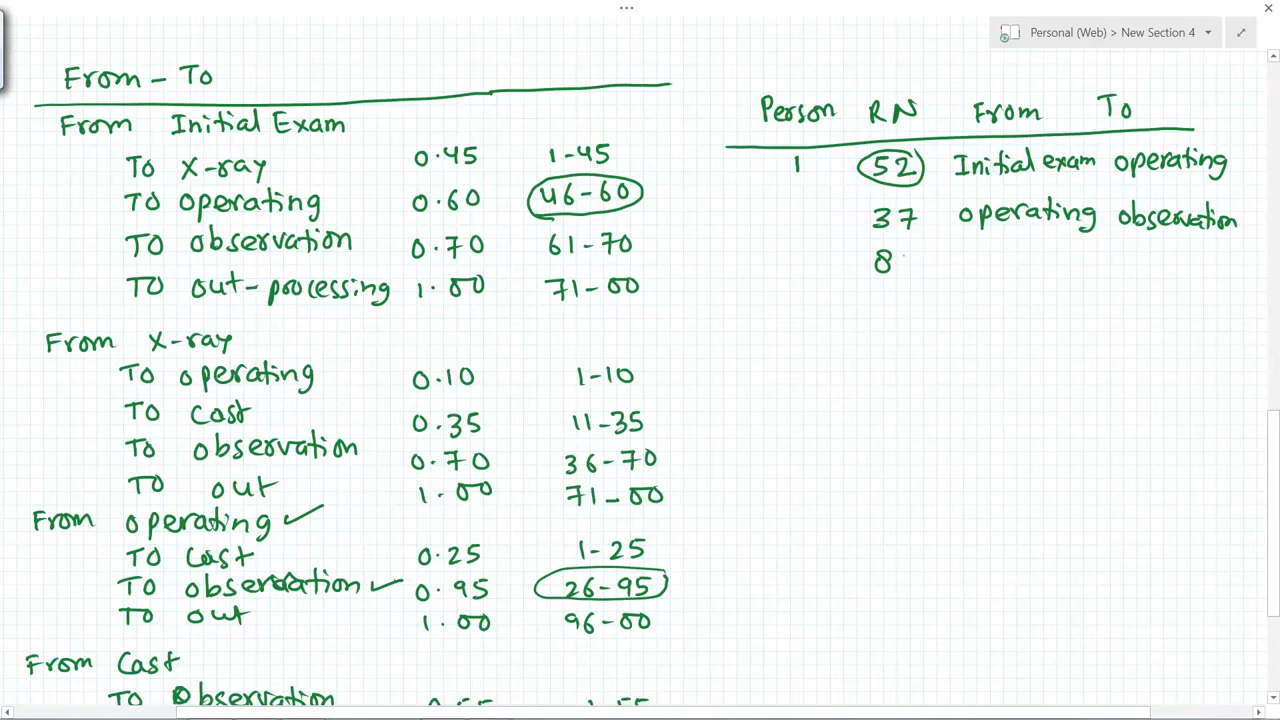 Personal (Web) > New Section 4
From - To
From Initial Exam
To X-ray 0.45 1-45
To operating 0.60 46-60
To observation 0.70 61-70
To out-processing 1.00 71-00
From X-ray
To operating 0.10 1-10
To cast 0.35 11-35
To observation 0.70 36-70
To out 1.00 71-00
From operating ✓
To cast 0.25 1-25
To observation ✓ 0.95 26-95
To out 1.00 96-00
From Cast
To Observation
Person RN From To
1 52 Initial exam operating
37 operating observation
8